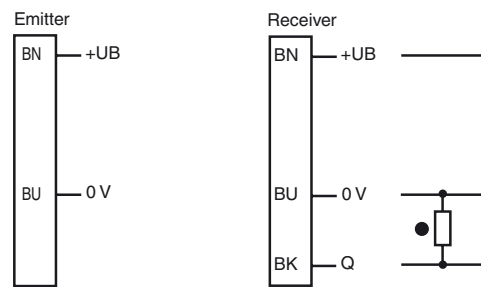 Emitter
Receiver
BN +UB
BN +UB
BU 0 V
BU 0 V
BK Q